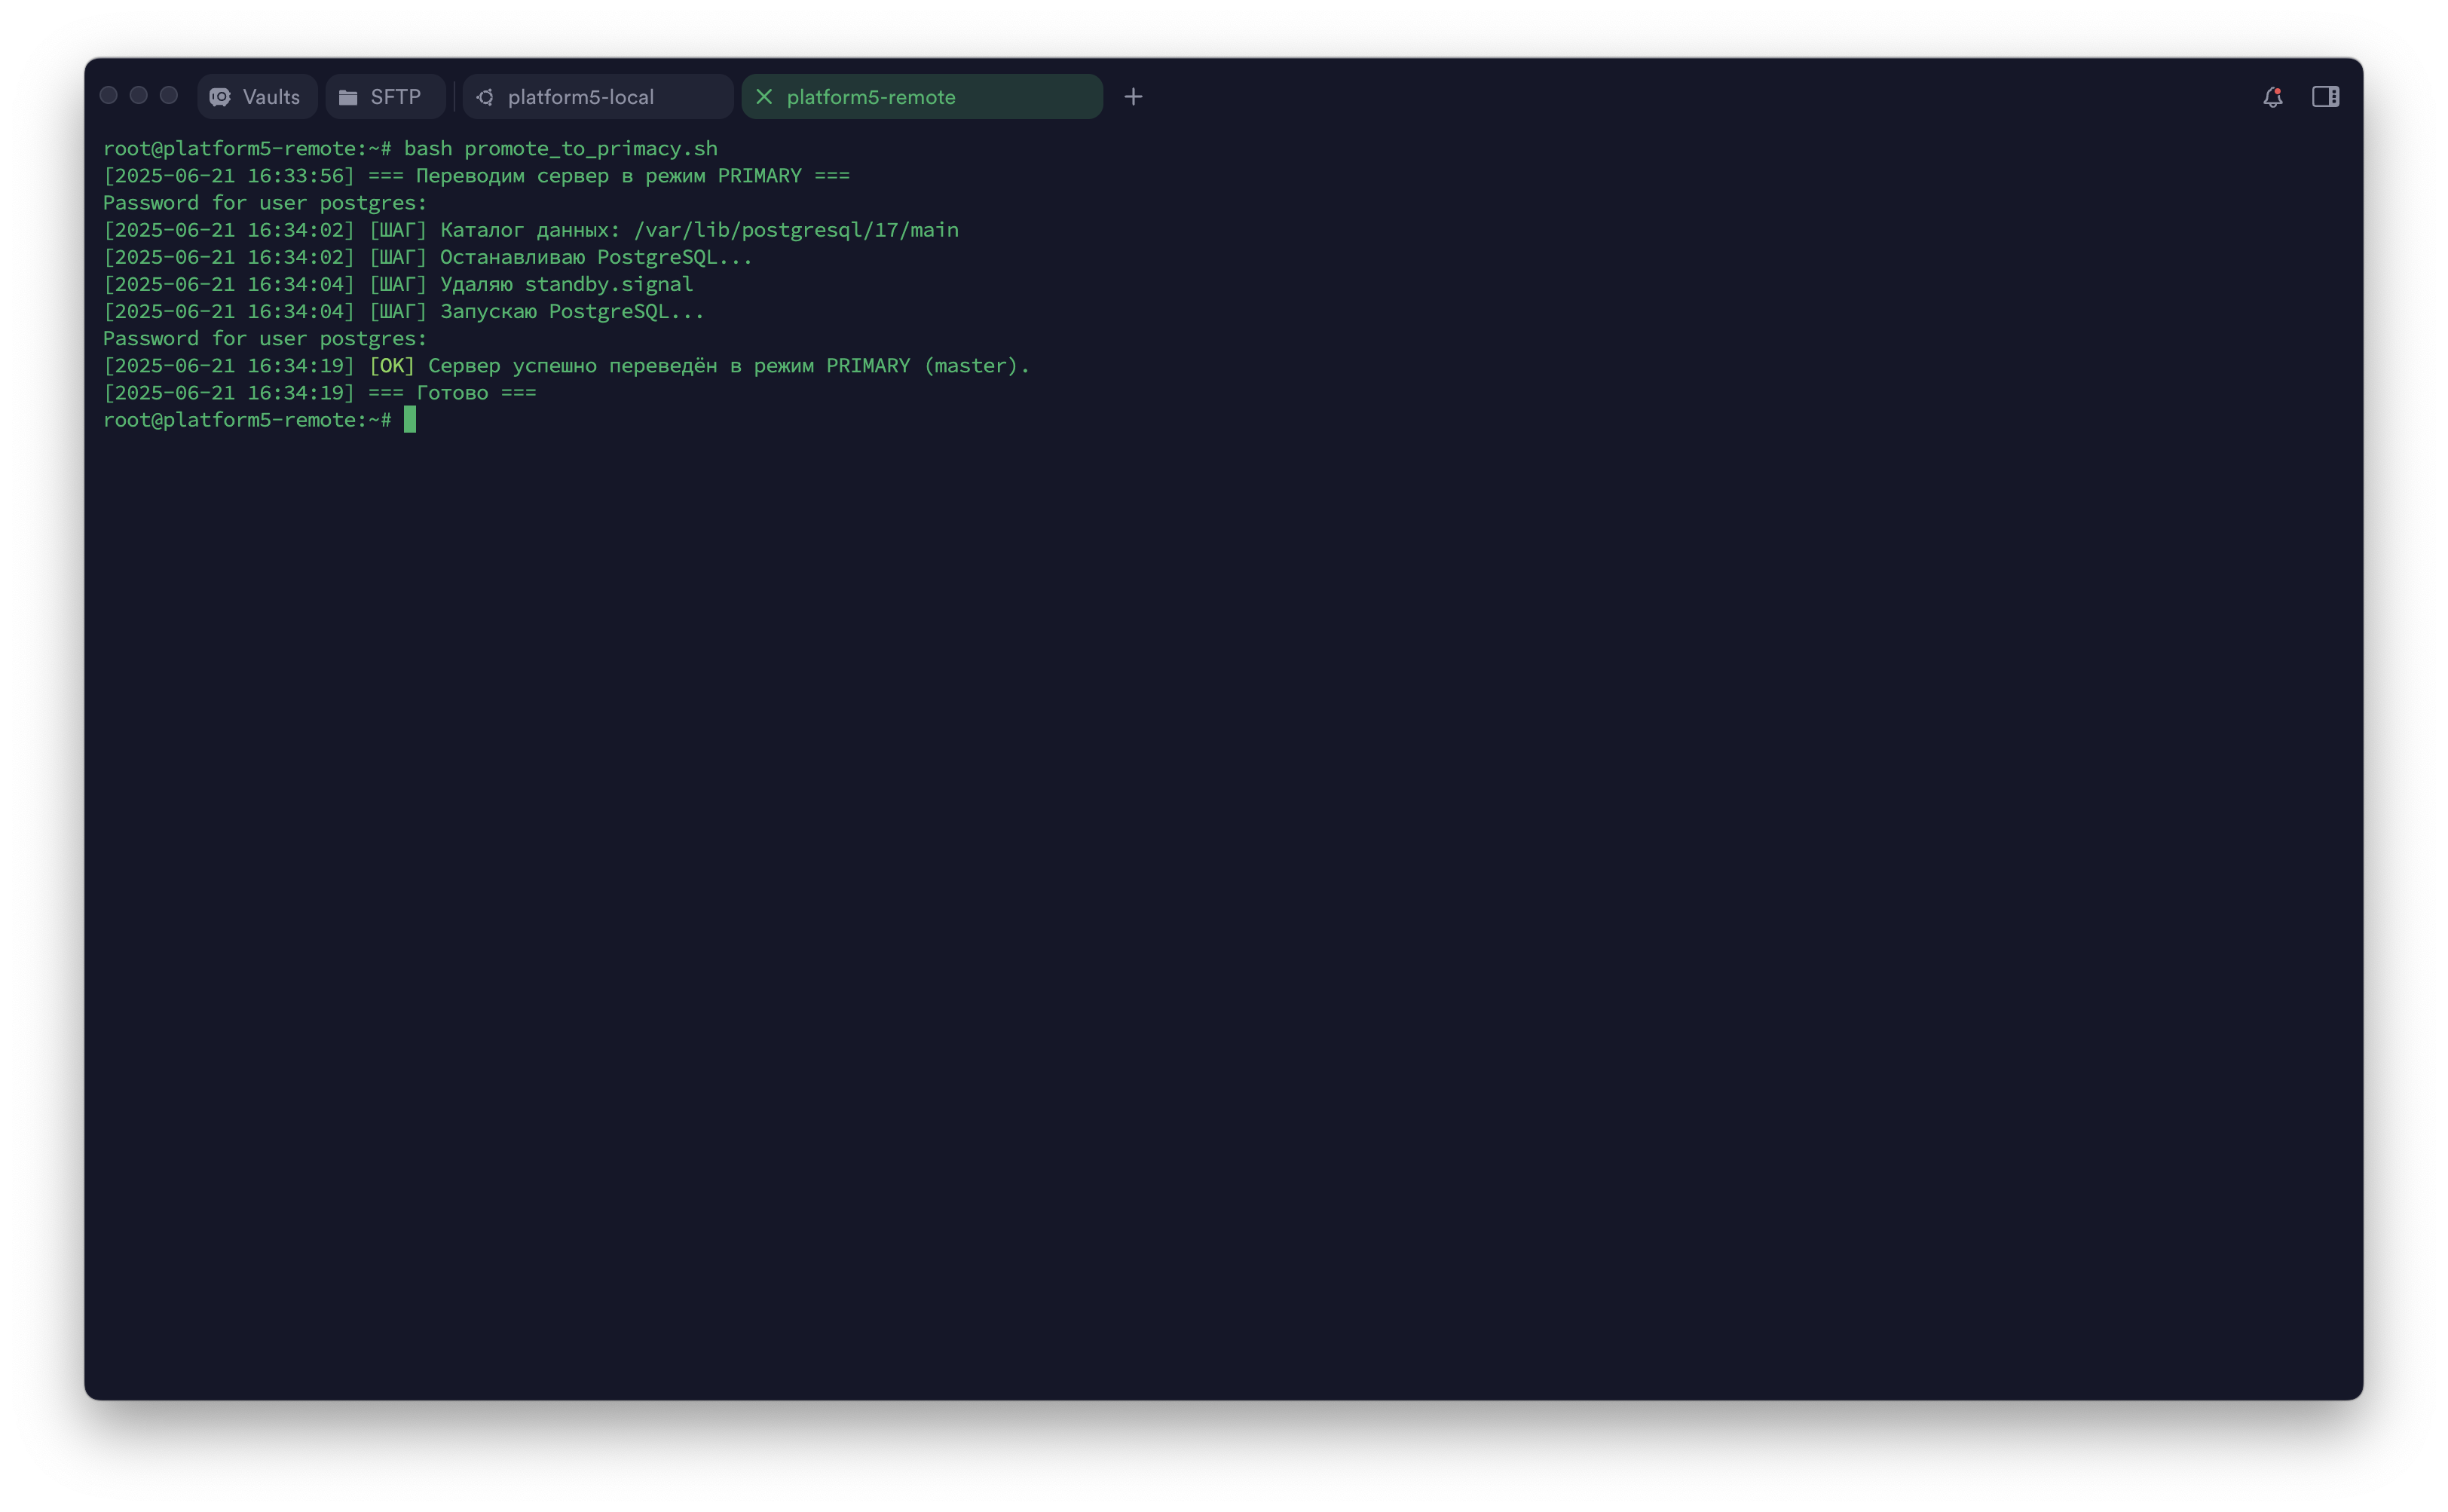 Vaults
SFTP
platform5-local
platform5-remote
root@platform5-remote:~# bash promote_to_primacy.sh
[2025-06-21 16:33:56] === Переводим сервер в режим PRIMARY ===
Password for user postgres:
[2025-06-21 16:34:02] [ШАГ] Каталог данных: /var/lib/postgresql/17/main
[2025-06-21 16:34:02] [ШАГ] Останавливаю PostgreSQL...
[2025-06-21 16:34:04] [ШАГ] Удаляю standby.signal
[2025-06-21 16:34:04] [ШАГ] Запускаю PostgreSQL...
Password for user postgres:
[2025-06-21 16:34:19] [OK] Сервер успешно переведён в режим PRIMARY (master).
[2025-06-21 16:34:19] === Готово ===
root@platform5-remote:~#